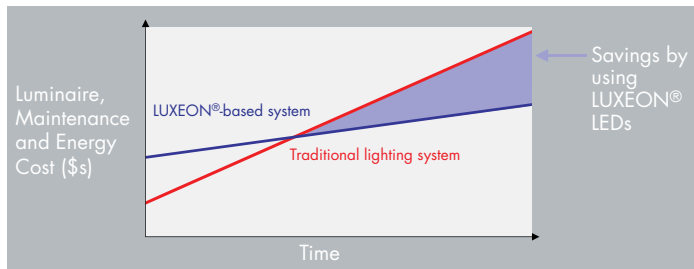 Luminaire,
Maintenance
and Energy
Cost ($s)
LUXEON®-based system
Traditional lighting system
Savings by
using
LUXEON®
LEDs
Time